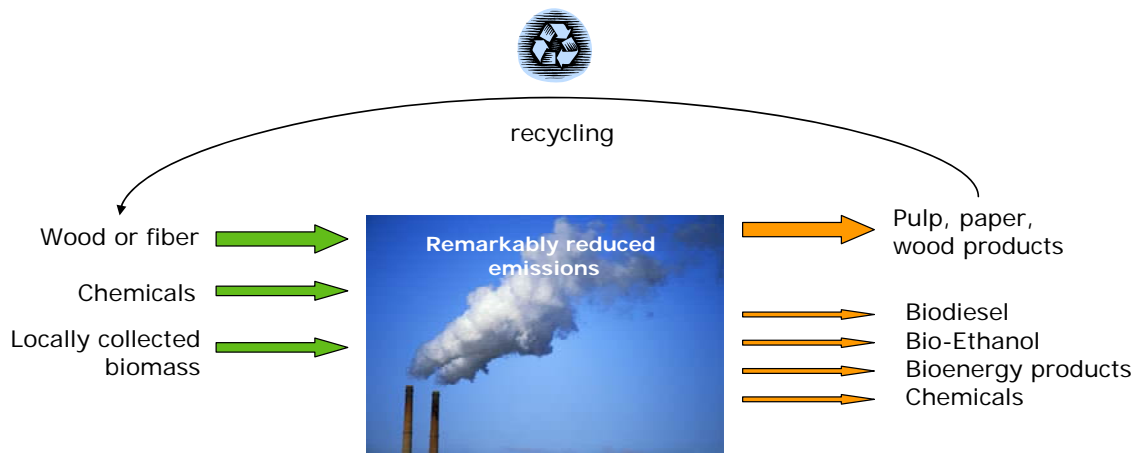 recycling
Wood or fiber
Chemicals
Locally collected
biomass
Remarkably reduced
emissions
Pulp, paper,
wood products
Biodiesel
Bio-Ethanol
Bioenergy products
Chemicals